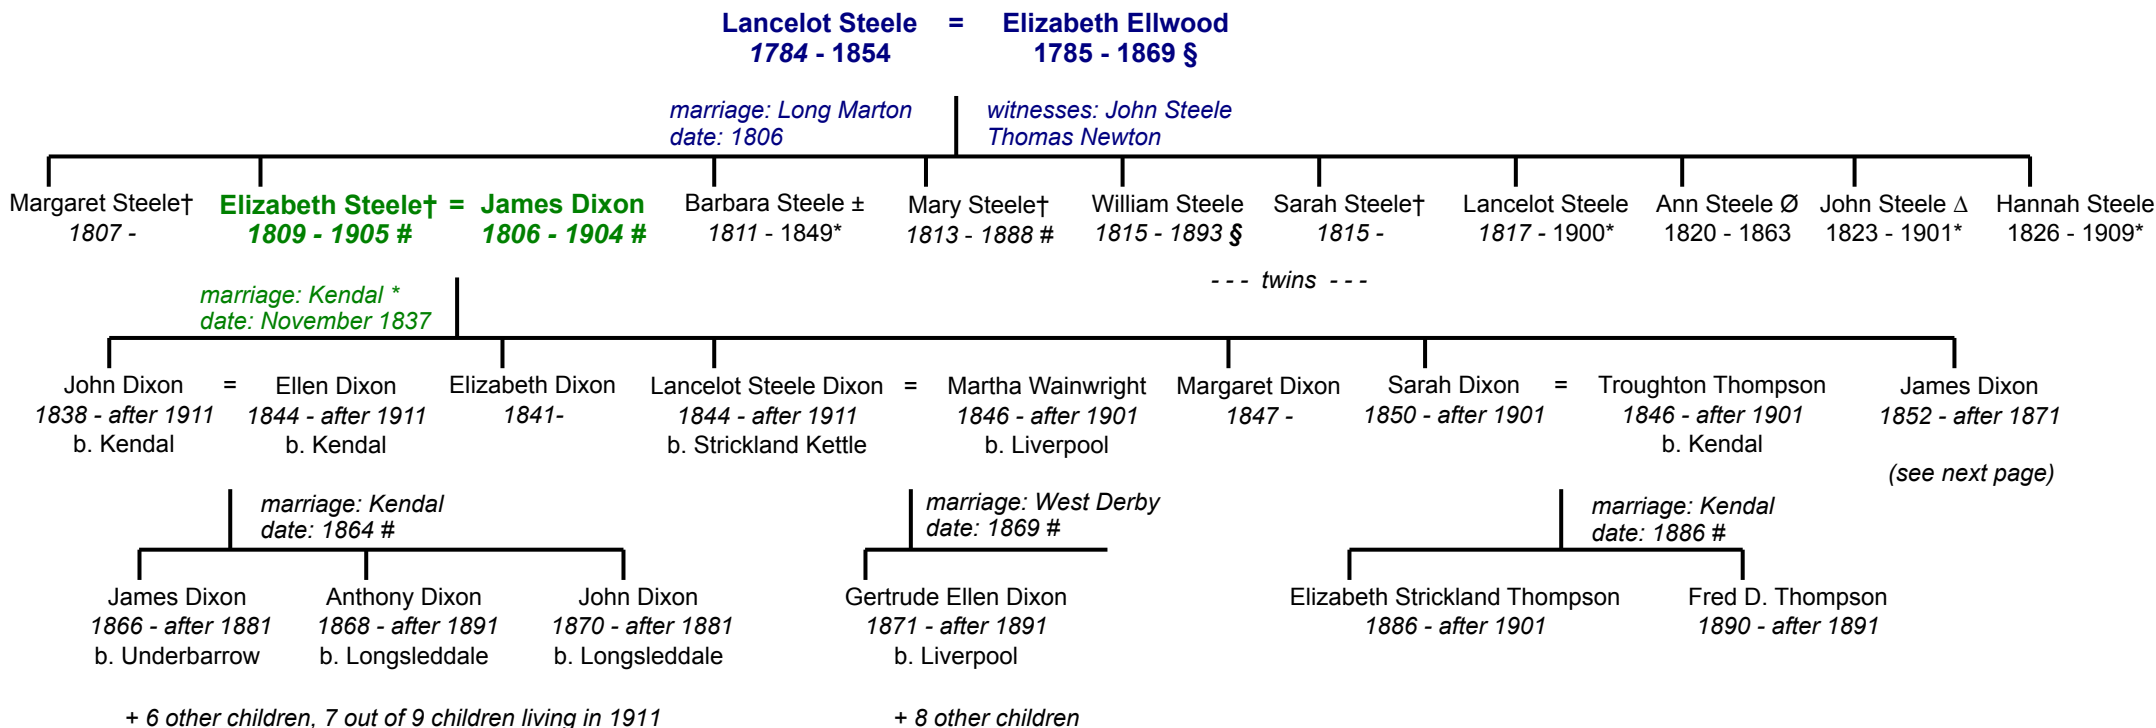 Lancelot Steele = Elizabeth Ellwood
1784 - 1854 1785 - 1869 §
marriage: Long Marton witnesses: John Steele
date: 1806 Thomas Newton
Margaret Steele† Elizabeth Steele† = James Dixon Barbara Steele ± Mary Steele† William Steele Sarah Steele† Lancelot Steele Ann Steele Ø John Steele Δ Hannah Steele
1807 - 1809 - 1905 # 1806 - 1904 # 1811 - 1849* 1813 - 1888 # 1815 - 1893 § 1815 - 1817 - 1900* 1820 - 1863 1823 - 1901* 1826 - 1909*
- - - twins - - -
marriage: Kendal *
date: November 1837
John Dixon = Ellen Dixon Elizabeth Dixon Lancelot Steele Dixon = Martha Wainwright Margaret Dixon Sarah Dixon = Troughton Thompson James Dixon
1838 - after 1911 1844 - after 1911 1841- 1844 - after 1911 1846 - after 1901 1847 - 1850 - after 1901 1846 - after 1901 1852 - after 1871
b. Kendal b. Kendal b. Strickland Kettle b. Liverpool b. Kendal
(see next page)
marriage: Kendal marriage: West Derby marriage: Kendal
date: 1864 # date: 1869 # date: 1886 #
James Dixon Anthony Dixon John Dixon Gertrude Ellen Dixon Elizabeth Strickland Thompson Fred D. Thompson
1866 - after 1881 1868 - after 1891 1870 - after 1881 1871 - after 1891 1886 - after 1901 1890 - after 1891
b. Underbarrow b. Longsleddale b. Longsleddale b. Liverpool
+ 6 other children, 7 out of 9 children living in 1911 + 8 other children